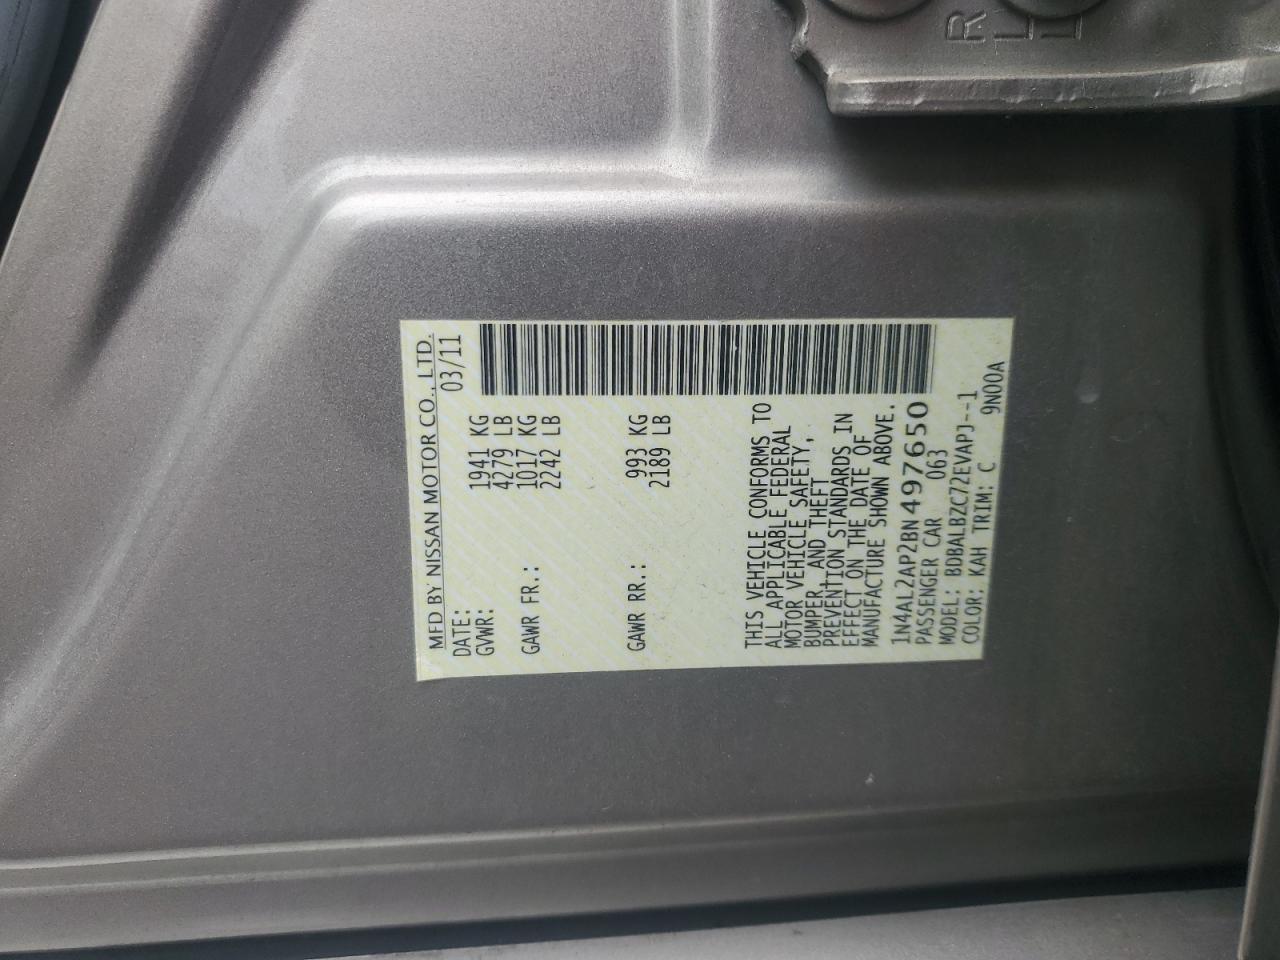 MFD BY NISSAN MOTOR CO., LTD.
DATE: 03/11
GVWR: 1941 KG
4279 LB
GAWR FR.: 1017 KG
2242 LB
GAWR RR.: 993 KG
2189 LB
THIS VEHICLE CONFORMS TO
ALL APPLICABLE FEDERAL
MOTOR VEHICLE SAFETY,
BUMPER, AND THEFT
PREVENTION STANDARDS IN
EFFECT ON THE DATE OF
MANUFACTURE SHOWN ABOVE.
1N4AL2AP2BN497650
PASSENGER CAR 063
MODEL: BDBALBZC72EVAPJ--1
COLOR: KAH TRIM: C 9N00A